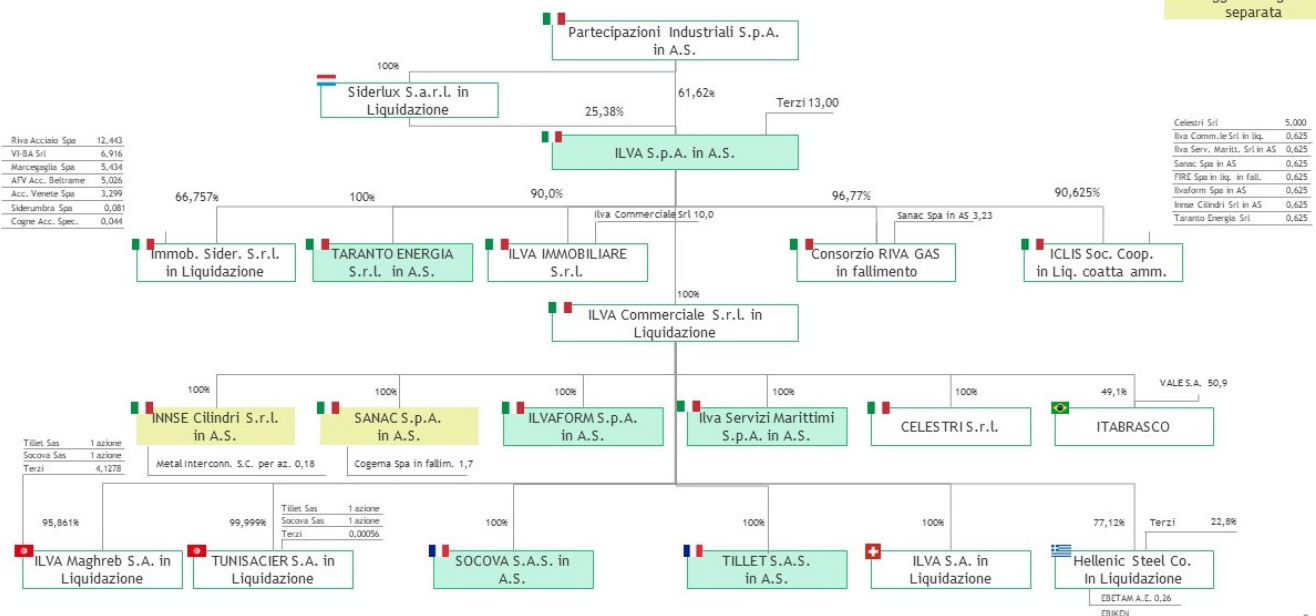 separata
Partecipazioni Industriali S.p.A.
in A.S.
100%
Siderlux S.a.r.l. in
Liquidazione
61,62%
25,38%
Terzi 13,00
ILVA S.p.A. in A.S.
Riva Acciaio Spa 12,443
VI-BA Srl 6,916
Marcegaglia Spa 5,434
AFV Acc. Beltrame 5,026
Acc. Venete Spa 3,299
Siderumbra Spa 0,081
Cogne Acc. Spec. 0,044
Celestri Srl 5,000
Ilva Comm.le Srl in liq. 0,625
Ilva Serv. Maritt. Srl in AS 0,625
Sanac Spa in AS 0,625
FIRE Spa in liq. in fall. 0,625
Ilvaform Spa in AS 0,625
Innse Cilindri Srl in AS 0,625
Taranto Energia Srl 0,625
66,757%
100%
90,0%
96,77%
90,625%
Ilva Commerciale Srl 10,0
Sanac Spa in AS 3,23
Immob. Sider. S.r.l.
in Liquidazione
TARANTO ENERGIA
S.r.l. in A.S.
ILVA IMMOBILIARE
S.r.l.
Consorzio RIVA GAS
in fallimento
ICLIS Soc. Coop.
in Liq. coatta amm.
100%
ILVA Commerciale S.r.l. in
Liquidazione
100%
100%
100%
100%
100%
49,1%
VALE S.A. 50,9
INNSE Cilindri S.r.l.
in A.S.
SANAC S.p.A.
in A.S.
ILVAFORM S.p.A.
in A.S.
Ilva Servizi Marittimi
S.p.A. in A.S.
CELESTRI S.r.l.
ITABRASCO
Metal Interconn. S.C. per az. 0,18
Cogema Spa in fallim. 1,7
Tillet Sas 1 azione
Socova Sas 1 azione
Terzi 4,1278
Tillet Sas 1 azione
Socova Sas 1 azione
Terzi 0,00056
95,861%
99,999%
100%
100%
100%
77,12%
Terzi 22,8%
ILVA Maghreb S.A. in
Liquidazione
TUNISACIER S.A. in
Liquidazione
SOCOVA S.A.S. in
A.S.
TILLET S.A.S.
in A.S.
ILVA S.A. in
Liquidazione
Hellenic Steel Co.
In Liquidazione
EBETAM A.E. 0,26
EBIKEN